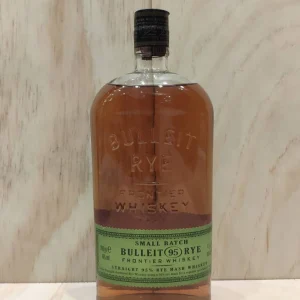 BULLEIT
RYE
FRONTIER
WHISKEY
SMALL BATCH
BULLEIT 95 RYE
FRONTIER WHISKEY
STRAIGHT 95% RYE MASH WHISKEY